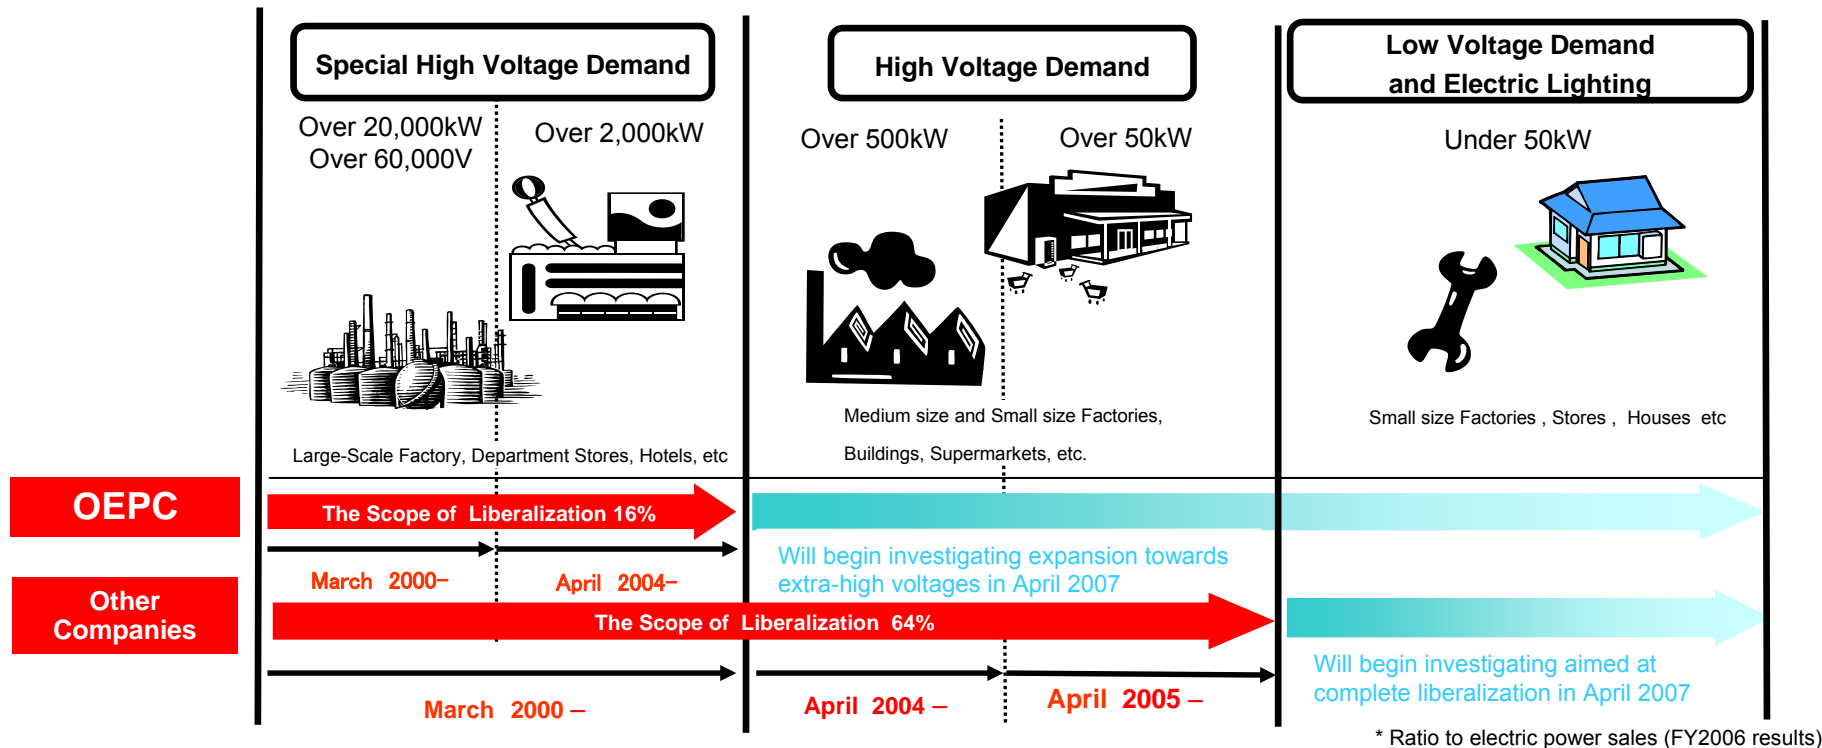 Special High Voltage Demand
High Voltage Demand
Low Voltage Demand
and Electric Lighting
Over 20,000kW
Over 60,000V
Over 2,000kW
Over 500kW
Over 50kW
Under 50kW
Large-Scale Factory, Department Stores, Hotels, etc
Medium size and Small size Factories,
Buildings, Supermarkets, etc.
Small size Factories , Stores , Houses etc
OEPC
The Scope of Liberalization 16%
March 2000–
April 2004–
Will begin investigating expansion towards
extra-high voltages in April 2007
Other
Companies
The Scope of Liberalization 64%
March 2000 –
April 2004 –
April 2005 –
Will begin investigating aimed at
complete liberalization in April 2007
* Ratio to electric power sales (FY2006 results)